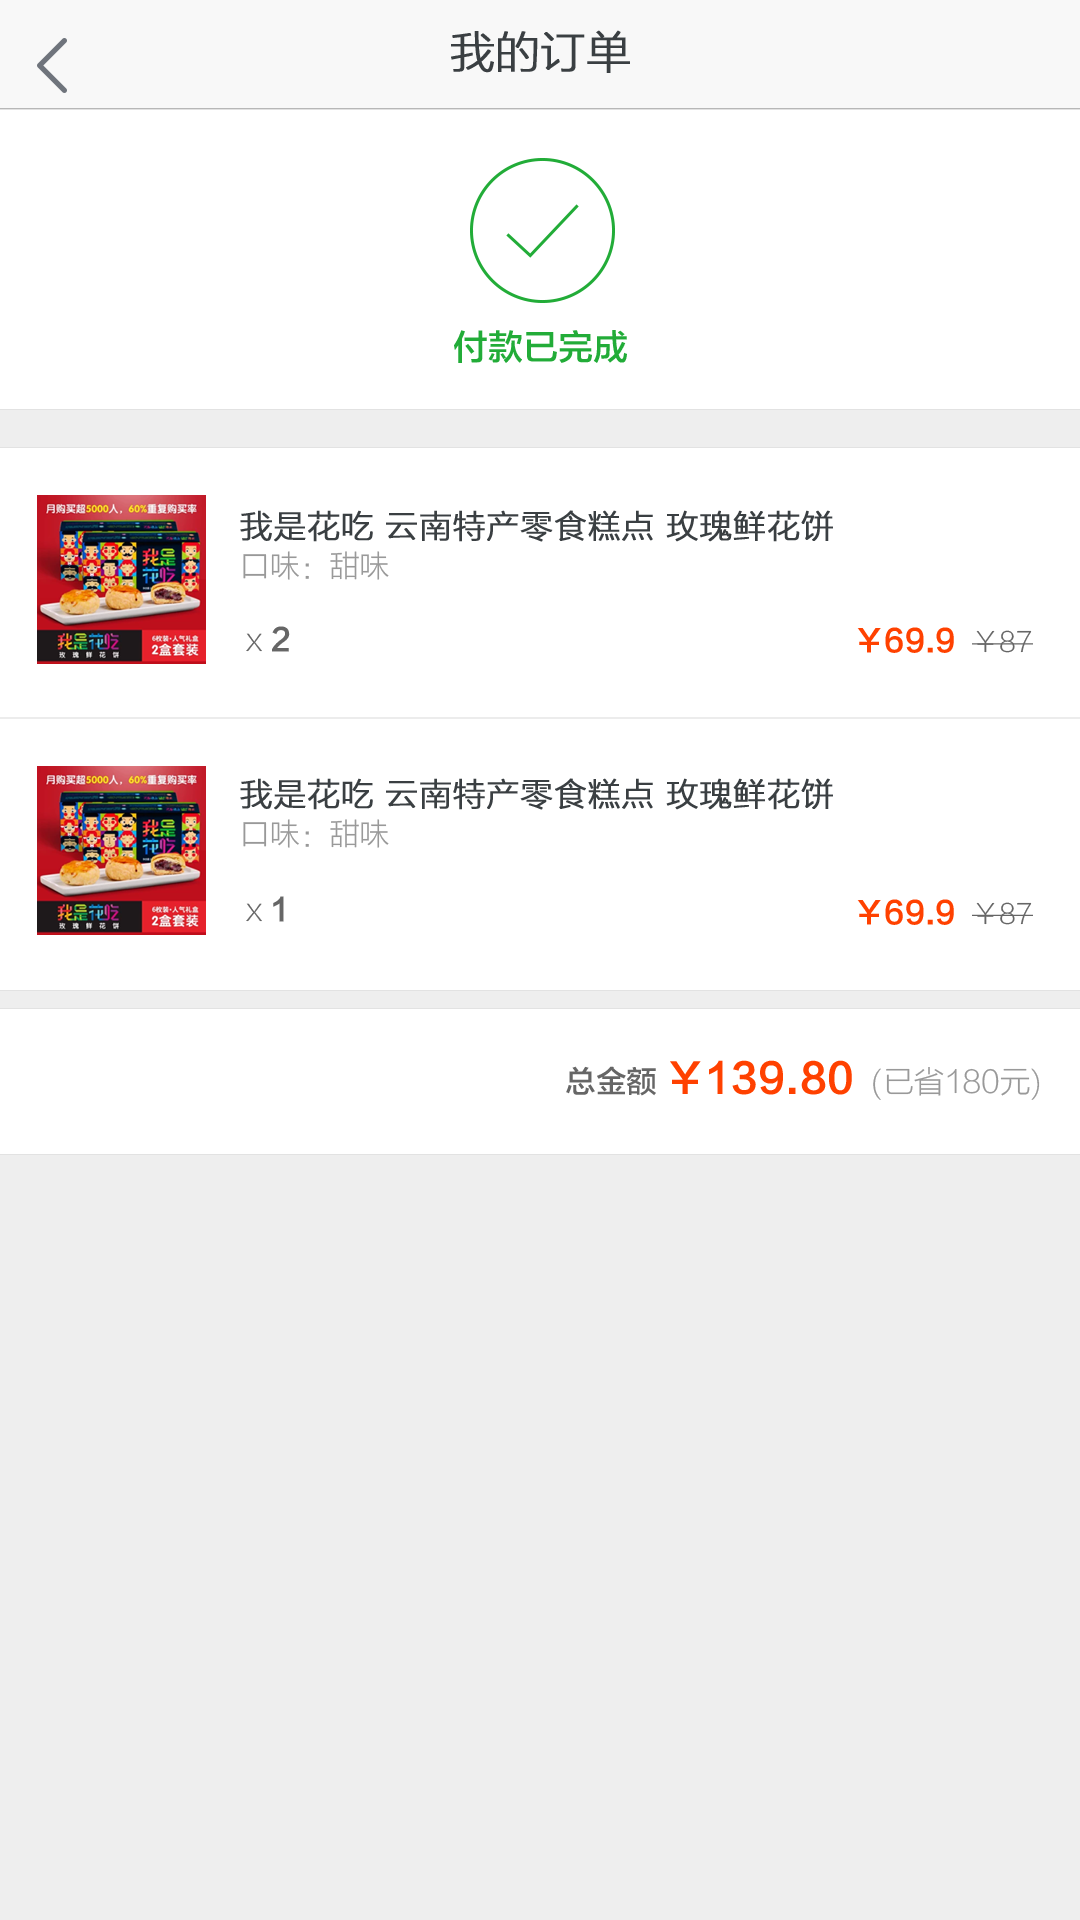 我的订单
付款已完成
月购买超5000人，60%重复购买率
我是花吃
我是花吃
玫瑰鲜花饼
6枚装•人气礼盒
2盒套装
我是花吃 云南特产零食糕点 玫瑰鲜花饼
口味：甜味
x 2
￥69.9 ￥87
月购买超5000人，60%重复购买率
我是花吃
我是花吃
玫瑰鲜花饼
6枚装•人气礼盒
2盒套装
我是花吃 云南特产零食糕点 玫瑰鲜花饼
口味：甜味
x 1
￥69.9 ￥87
总金额 ￥139.80 (已省180元)